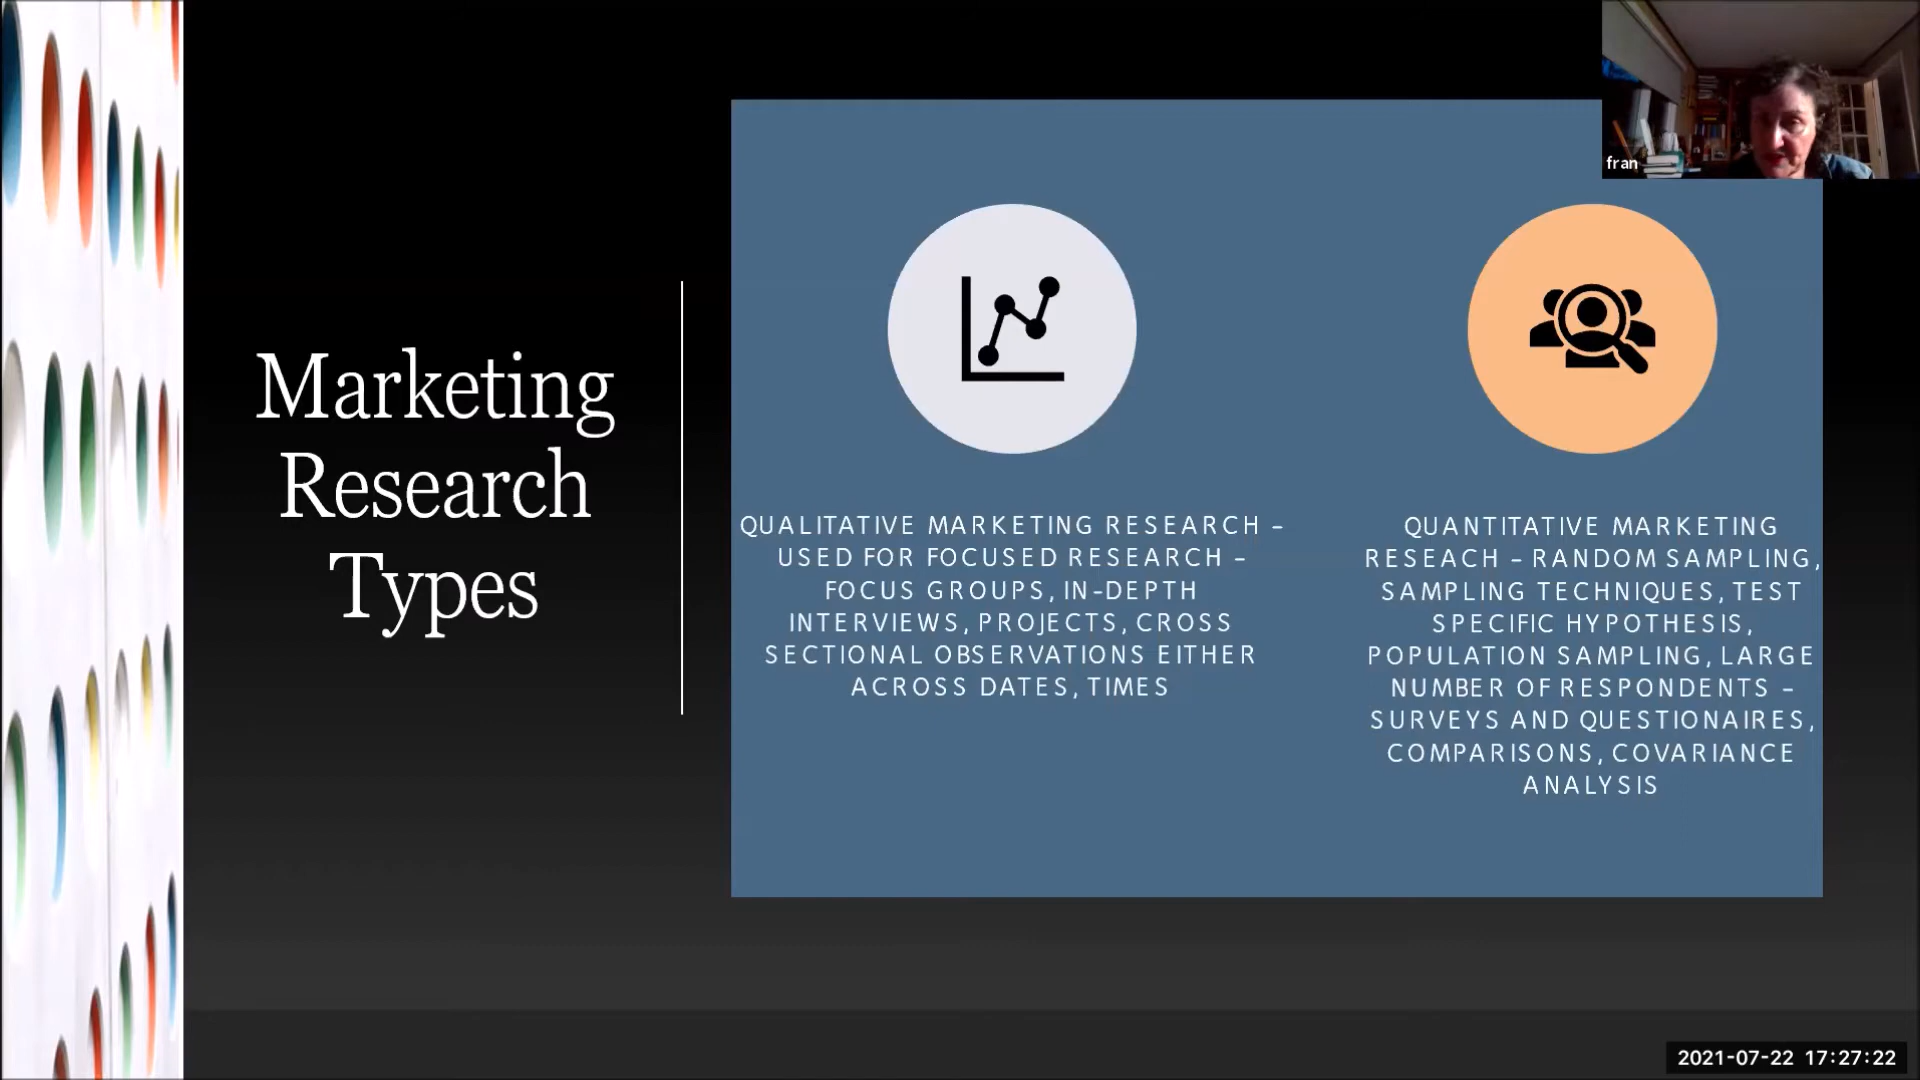 fran
Marketing
Research
Types
QUALITATIVE MARKETING RESEARCH –
USED FOR FOCUSED RESEARCH –
FOCUS GROUPS, IN-DEPTH
INTERVIEWS, PROJECTS, CROSS
SECTIONAL OBSERVATIONS EITHER
ACROSS DATES, TIMES
QUANTITATIVE MARKETING
RESEACH – RANDOM SAMPLING,
SAMPLING TECHNIQUES, TEST
SPECIFIC HYPOTHESIS,
POPULATION SAMPLING, LARGE
NUMBER OF RESPONDENTS –
SURVEYS AND QUESTIONAIRES,
COMPARISONS, COVARIANCE
ANALYSIS
2021-07-22 17:27:22